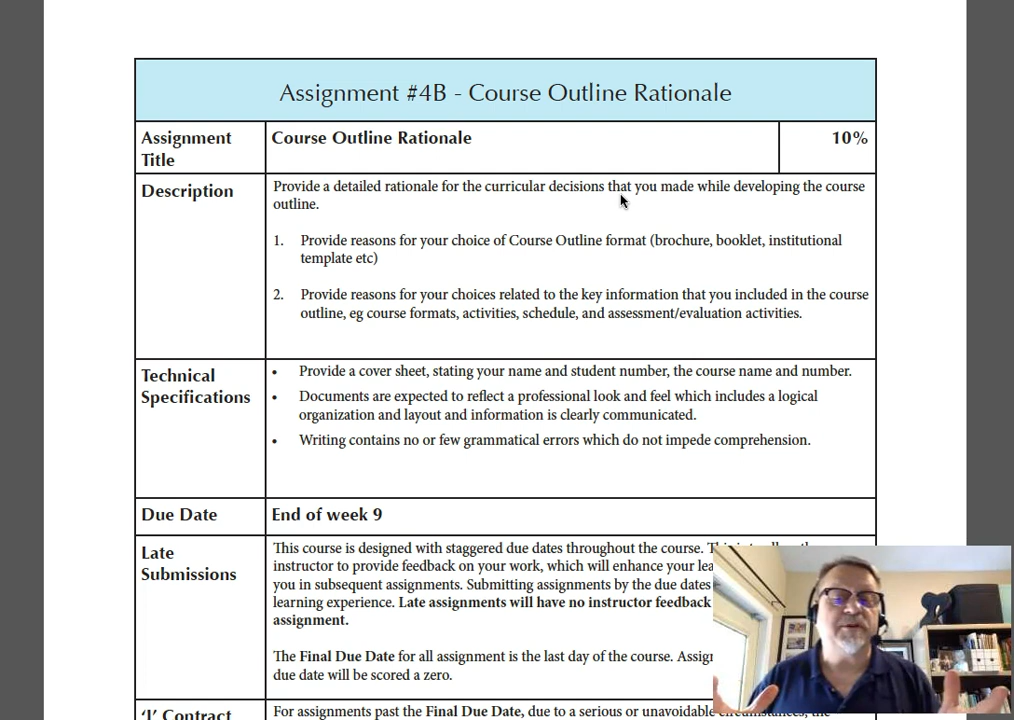 Assignment #4B - Course Outline Rationale
Assignment
Title
Course Outline Rationale
10%
Description
Provide a detailed rationale for the curricular decisions that you made while developing the course
outline.
1. Provide reasons for your choice of Course Outline format (brochure, booklet, institutional
template etc)
2. Provide reasons for your choices related to the key information that you included in the course
outline, eg course formats, activities, schedule, and assessment/evaluation activities.
Technical
Specifications
• Provide a cover sheet, stating your name and student number, the course name and number.
• Documents are expected to reflect a professional look and feel which includes a logical
organization and layout and information is clearly communicated.
• Writing contains no or few grammatical errors which do not impede comprehension.
Due Date
End of week 9
Late
Submissions
This course is designed with staggered due dates throughout the course.
instructor to provide feedback on your work, which will enhance your
you in subsequent assignments. Submitting assignments by the due dates
learning experience. Late assignments will have no instructor feedback
assignment.
The Final Due Date for all assignment is the last day of the course.
due date will be scored a zero.
'I' Contract
For assignments past the Final Due Date, due to a serious or unavoidable